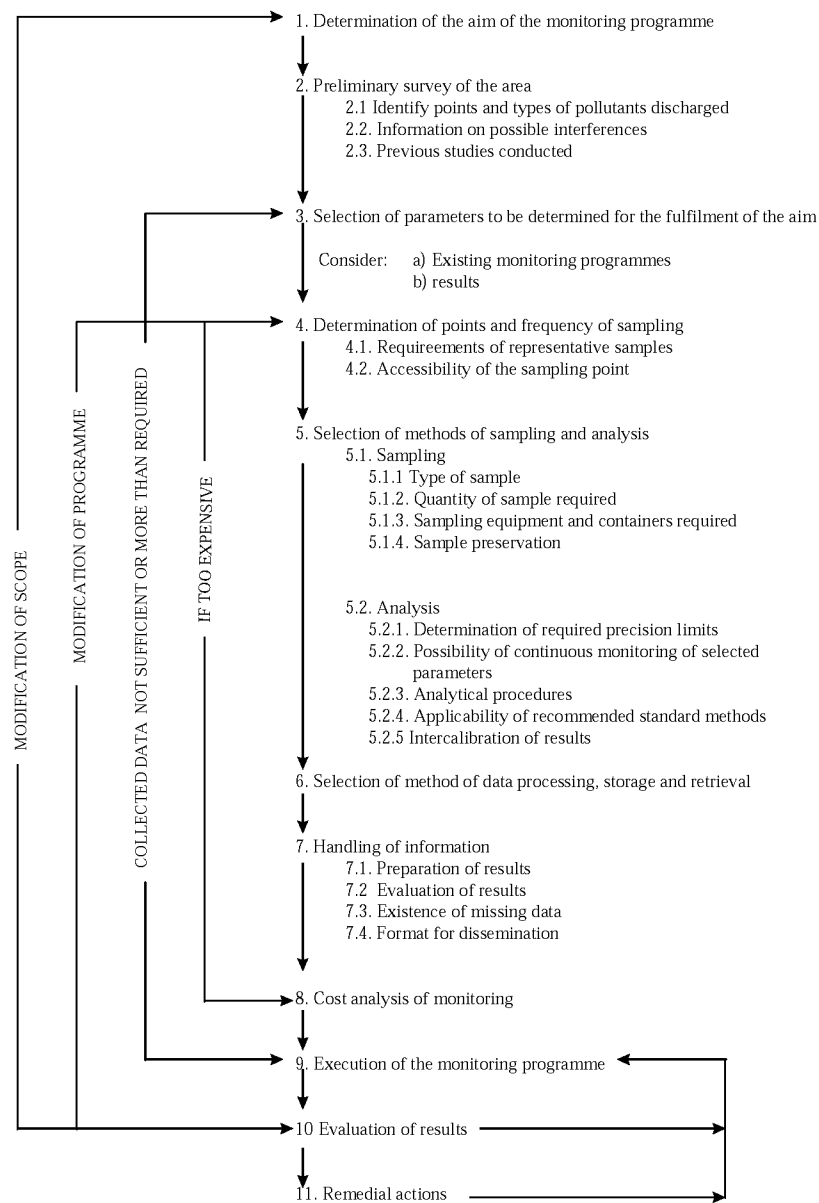 1. Determination of the aim of the monitoring programme
2. Preliminary survey of the area
2.1 Identify points and types of pollutants discharged
2.2. Information on possible interferences
2.3. Previous studies conducted
3. Selection of parameters to be determined for the fulfilment of the aim
Consider: a) Existing monitoring programmes
b) results
4. Determination of points and frequency of sampling
4.1. Requireements of representative samples
4.2. Accessibility of the sampling point
5. Selection of methods of sampling and analysis
5.1. Sampling
5.1.1 Type of sample
5.1.2. Quantity of sample required
5.1.3. Sampling equipment and containers required
5.1.4. Sample preservation
5.2. Analysis
5.2.1. Determination of required precision limits
5.2.2. Possibility of continuous monitoring of selected
parameters
5.2.3. Analytical procedures
5.2.4. Applicability of recommended standard methods
5.2.5 Intercalibration of results
6. Selection of method of data processing, storage and retrieval
7. Handling of information
7.1. Preparation of results
7.2 Evaluation of results
7.3. Existence of missing data
7.4. Format for dissemination
8. Cost analysis of monitoring
9. Execution of the monitoring programme
10 Evaluation of results
11. Remedial actions
MODIFICATION OF SCOPE
MODIFICATION OF PROGRAMME
COLLECTED DATA NOT SUFFICIENT OR MORE THAN REQUIRED
IF TOO EXPENSIVE